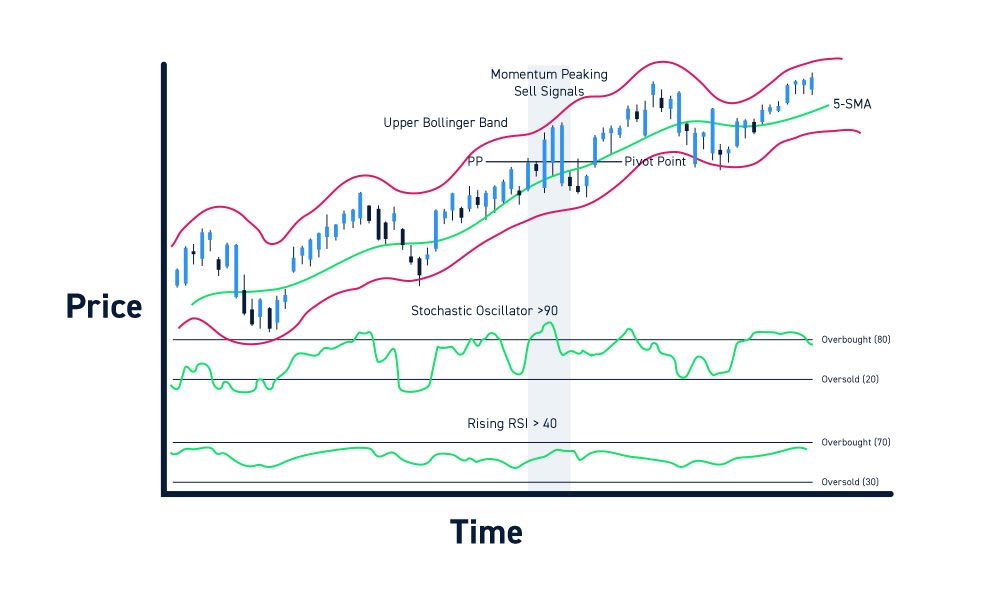 Momentum Peaking
Sell Signals
5-SMA
Upper Bollinger Band
PP
Pivot Point
Price
Stochastic Oscillator >90
Overbought (80)
Oversold (20)
Rising RSI > 40
Overbought (70)
Oversold (30)
Time